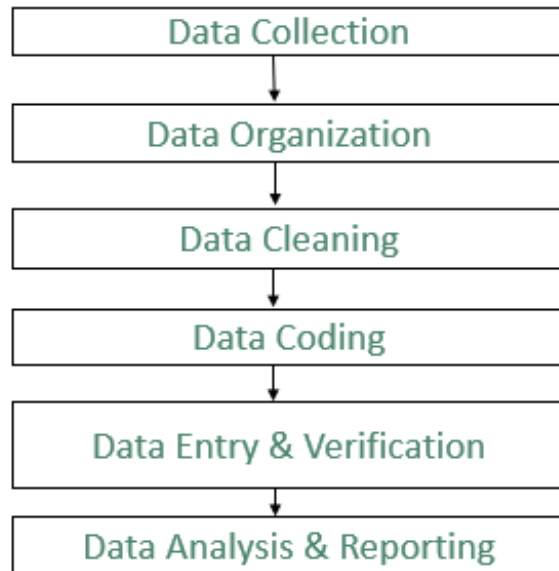 Data Collection
Data Organization
Data Cleaning
Data Coding
Data Entry & Verification
Data Analysis & Reporting